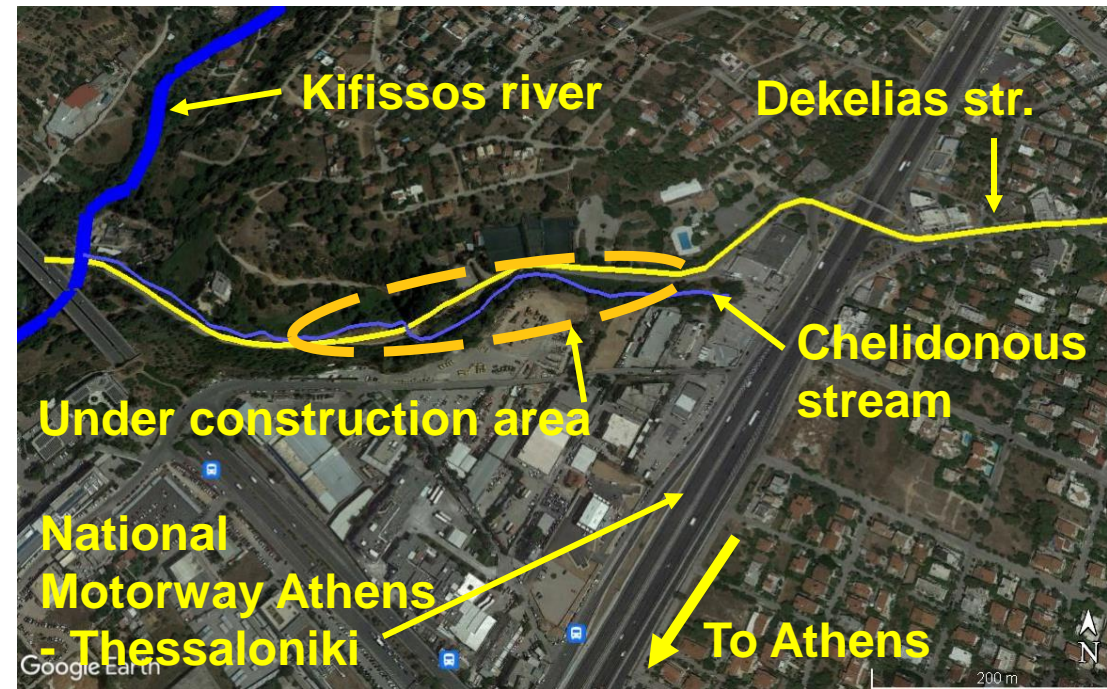 Kifissos river
Dekelias str.
Chelidonous
stream
Under construction area
National
Motorway Athens
- Thessaloniki
To Athens
Google Earth
N
200 m